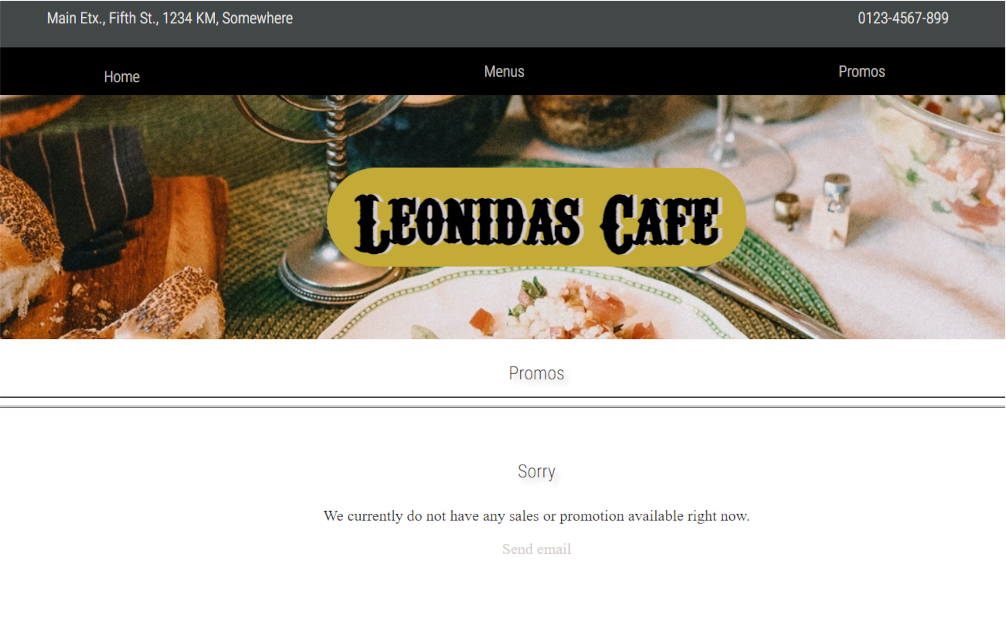 Main Etx., Fifth St., 1234 KM, Somewhere
0123-4567-899
Home
Menus
Promos
Leonidas Cafe
Promos
Sorry
We currently do not have any sales or promotion available right now.
Send email